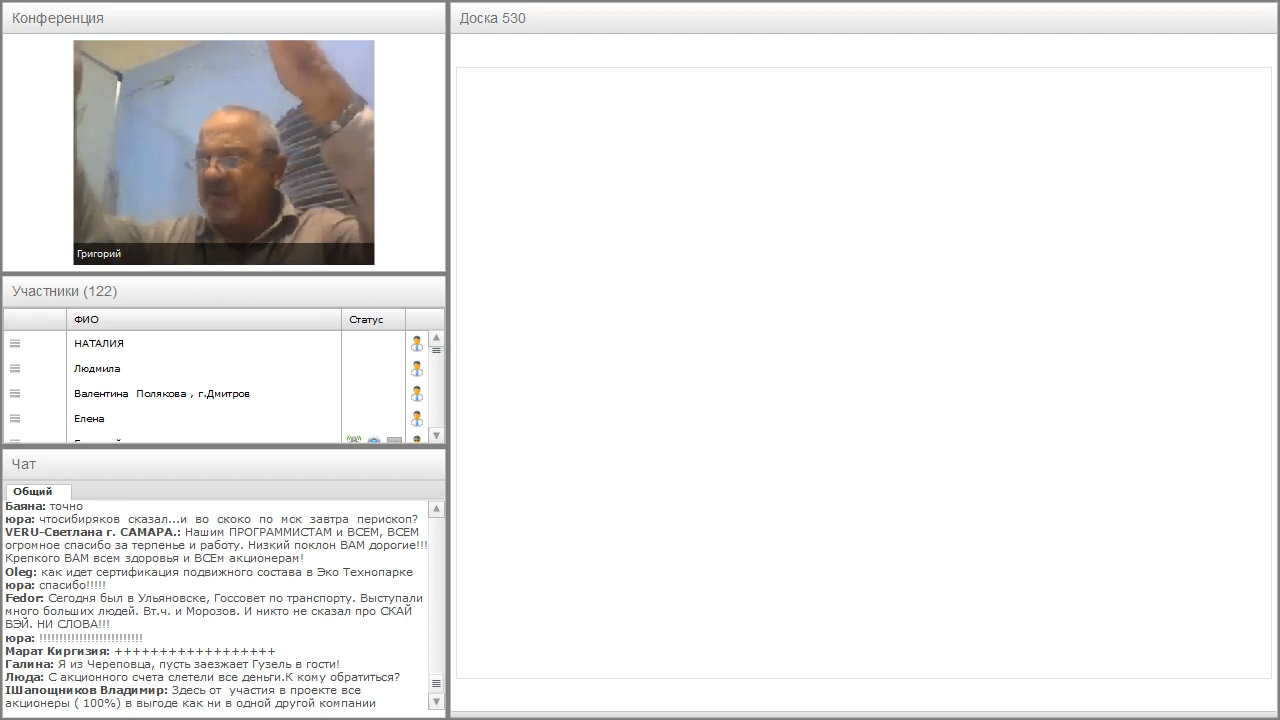 Конференция
Григорий
Участники (122)
ФИО
Статус
НАТАЛИЯ
Людмила
Валентина Полякова , г.Дмитров
Елена
Чат
Общий
Баяна: точно
юра: чтосибиряков сказал...и во скоко по мск завтра перископ?
VERU-Светлана г. САМАРА.: Нашим ПРОГРАММИСТАМ и ВСЕМ, ВСЕМ
огромное спасибо за терпенье и работу. Низкий поклон ВАМ дорогие!!!
Крепкого ВАМ всем здоровья и ВСЕм акционерам!
Oleg: как идет сертификация подвижного состава в Эко Технопарке
юра: спасибо!!!!!
Fedor: Сегодня был в Ульяновске, Госсовет по транспорту. Выступали
много больших людей. Вт.ч. и Морозов. И никто не сказал про СКАЙ
ВЭЙ. НИ СЛОВА!!!
юра: !!!!!!!!!!!!!!!!!!!!!!!!!!
Марат Киргизия: ++++++++++++++++++
Галина: Я из Череповца, пусть заезжает Гузель в гости!
Люда: С акционного счета слетели все деньги.К кому обратиться?
IШапощников Владимир: Здесь от участия в проекте все
акционеры ( 100%) в выгоде как ни в одной другой компании
Доска 530